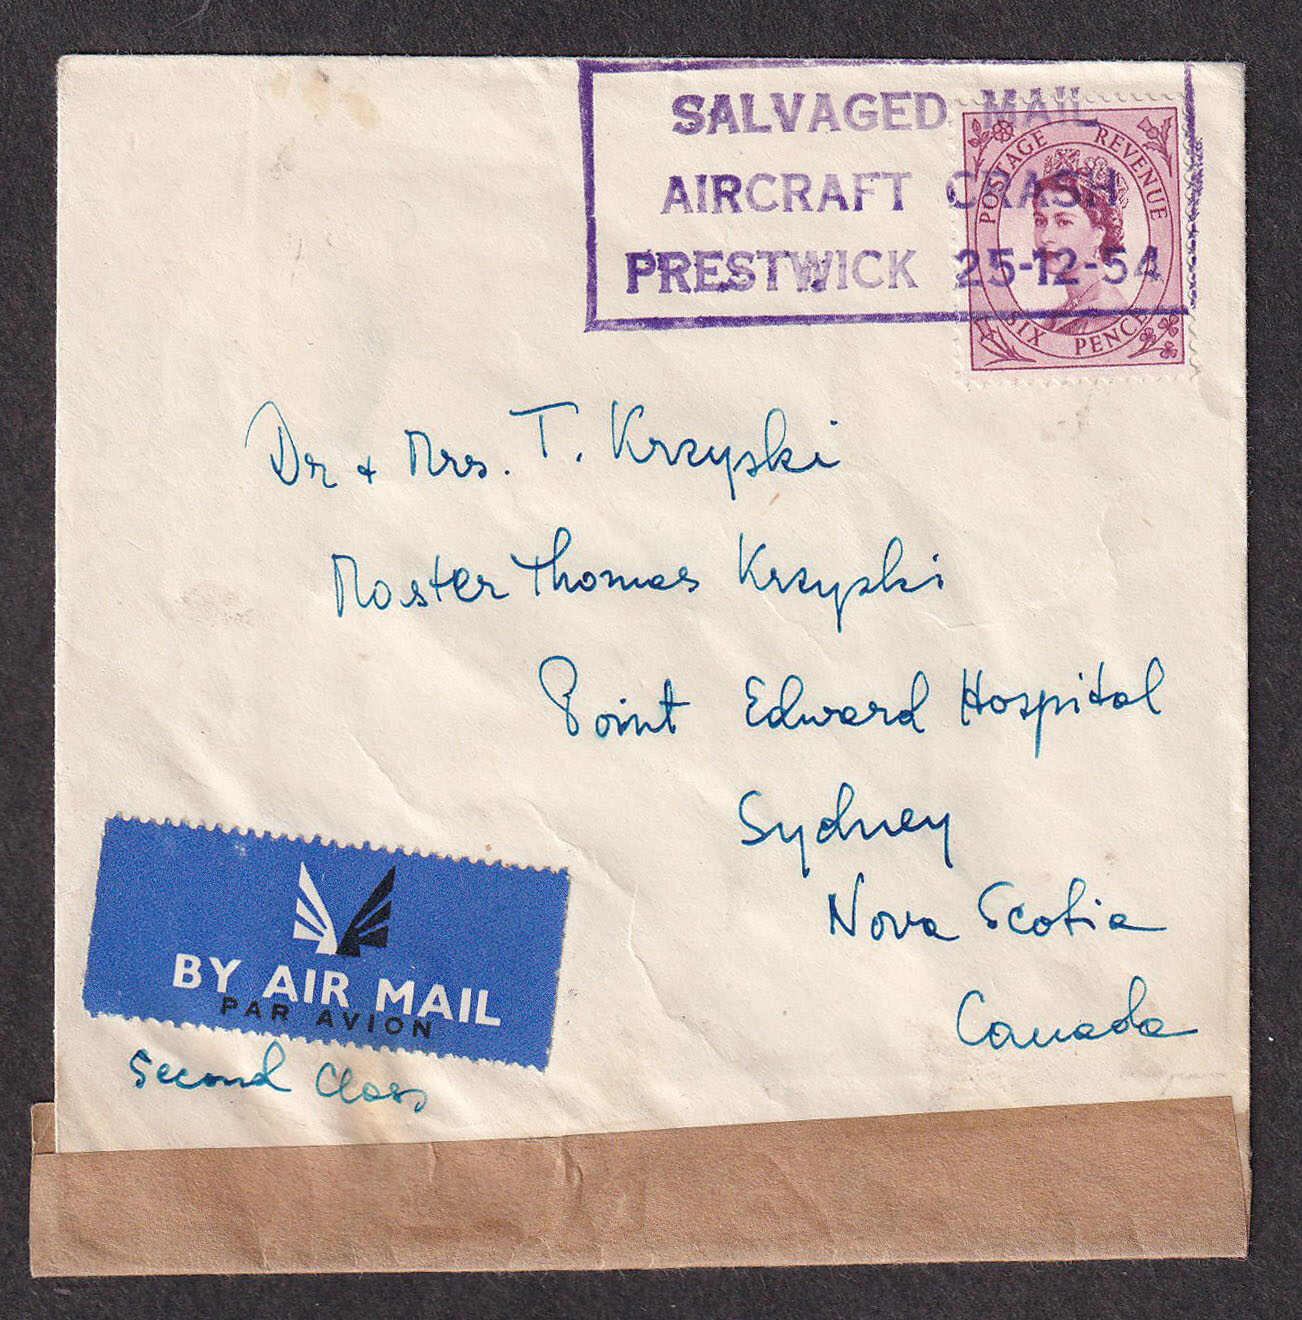 SALVAGED MAIL
AIRCRAFT CRASH
PRESTWICK 25-12-54
POSTAGE REVENUE
SIX PENCE
Dr + Mrs. T. Krzyski
Master Thomas Krzyski
Point Edward Hospital
Sydney
Nova Scotia
Canada
BY AIR MAIL
PAR AVION
Second Class